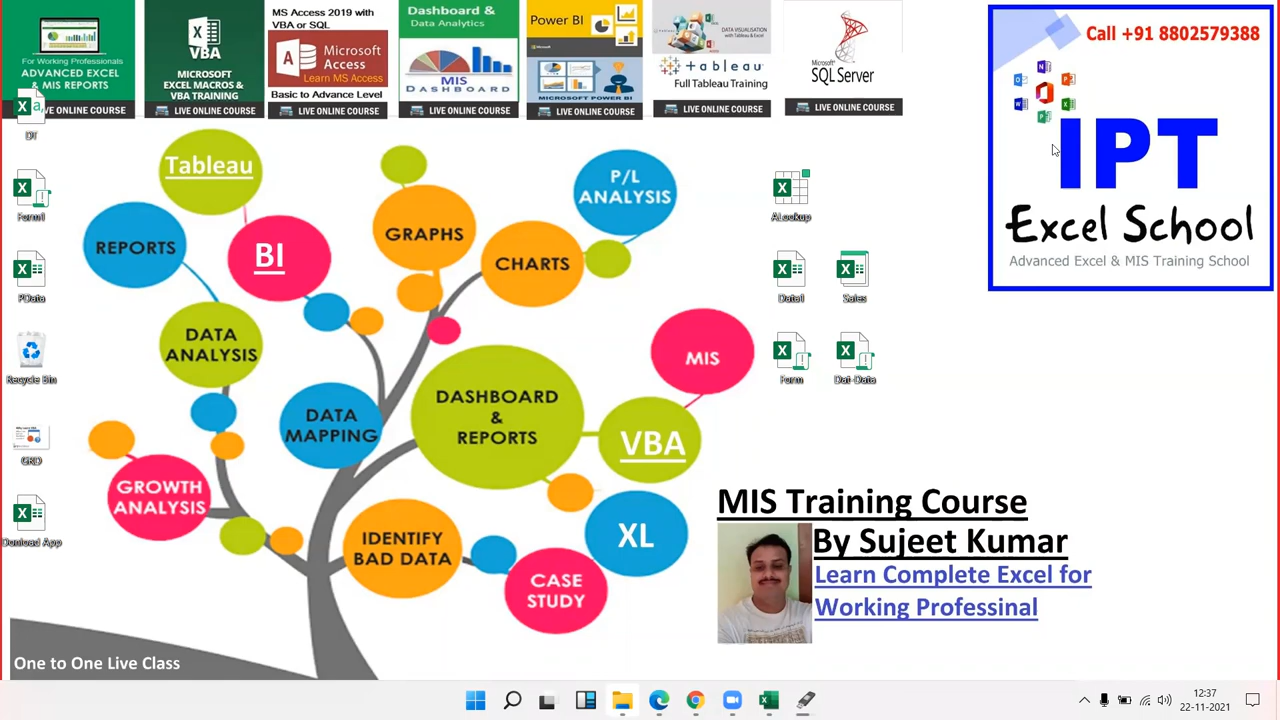 For Working Professionals
ADVANCED EXCEL
& MIS REPORTS
LIVE ONLINE COURSE
VBA
MICROSOFT
EXCEL MACROS &
VBA TRAINING
LIVE ONLINE COURSE
MS Access 2019 with
VBA or SQL
Microsoft
Access
Learn MS Access
Basic to Advance Level
LIVE ONLINE COURSE
Dashboard &
Data Analytics
MIS
DASHBOARD
LIVE ONLINE COURSE
Power BI
MICROSOFT POWER BI
LIVE ONLINE COURSE
DATA VISUALISATION
with Tableau & Excel
+ a b l e a u
Full Tableau Training
LIVE ONLINE COURSE
Microsoft
SQL Server
LIVE ONLINE COURSE
Call +91 8802579388
IPT
Excel School
Advanced Excel & MIS Training School
DT
Form1
PData
Recycle Bin
GRD
Donload App
Tableau
REPORTS
BI
GRAPHS
CHARTS
P/L
ANALYSIS
DATA
ANALYSIS
DATA
MAPPING
DASHBOARD
&
REPORTS
MIS
VBA
GROWTH
ANALYSIS
IDENTIFY
BAD DATA
CASE
STUDY
XL
ALookup
Data1
Sales
Form
Dat-Data
MIS Training Course
By Sujeet Kumar
Learn Complete Excel for
Working Professinal
One to One Live Class
12:37
22-11-2021